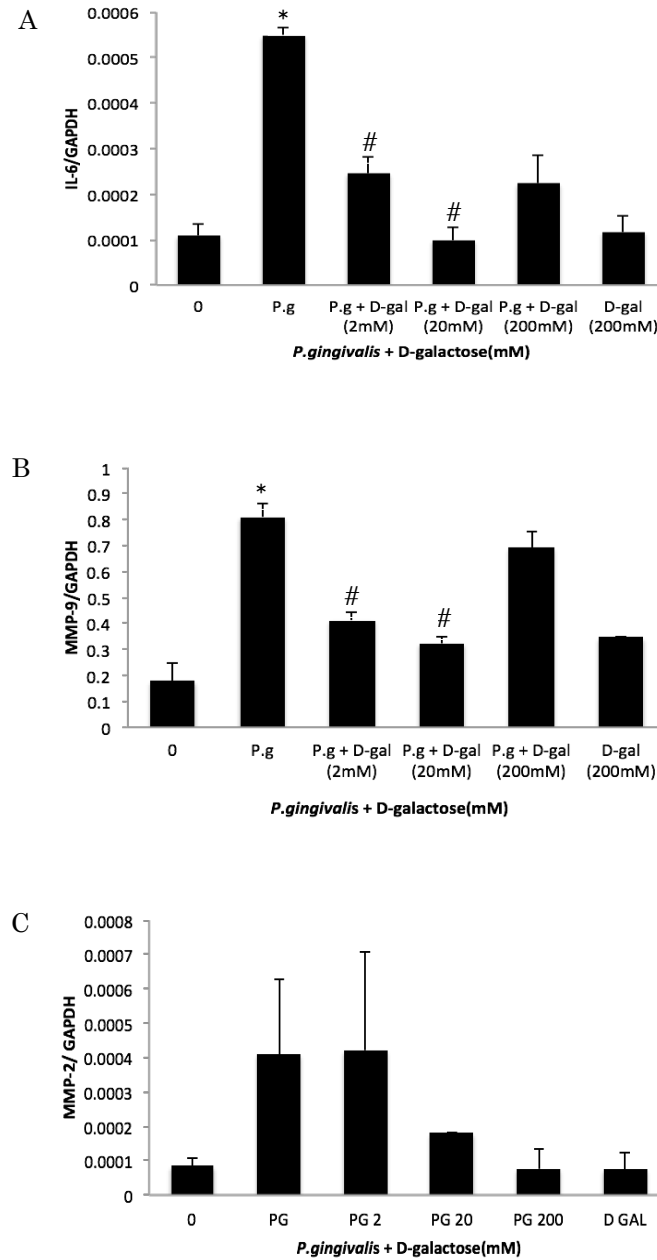 A
0.0006
0.0005
0.0003
0.0002
0.0001
0
IL-6/GAPDH
*
#
#
0 P.g P.g + D-gal P.g + D-gal P.g + D-gal D-gal
(2mM) (20mM) (200mM) (200mM)
P.gingivalis + D-galactose(mM)
B
1
0.9
0.8
0.7
0.6
0.5
0.4
0.3
0.2
0.1
0
MMP-9/GAPDH
*
#
#
0 P.g P.g + D-gal P.g + D-gal P.g + D-gal D-gal
(2mM) (20mM) (200mM) (200mM)
P.gingivalis + D-galactose(mM)
C
0.0008
0.0007
0.0006
0.0005
0.0004
0.0003
0.0002
0.0001
0
MMP-2/ GAPDH
0 PG PG 2 PG 20 PG 200 D GAL
P.gingivalis + D-galactose(mM)